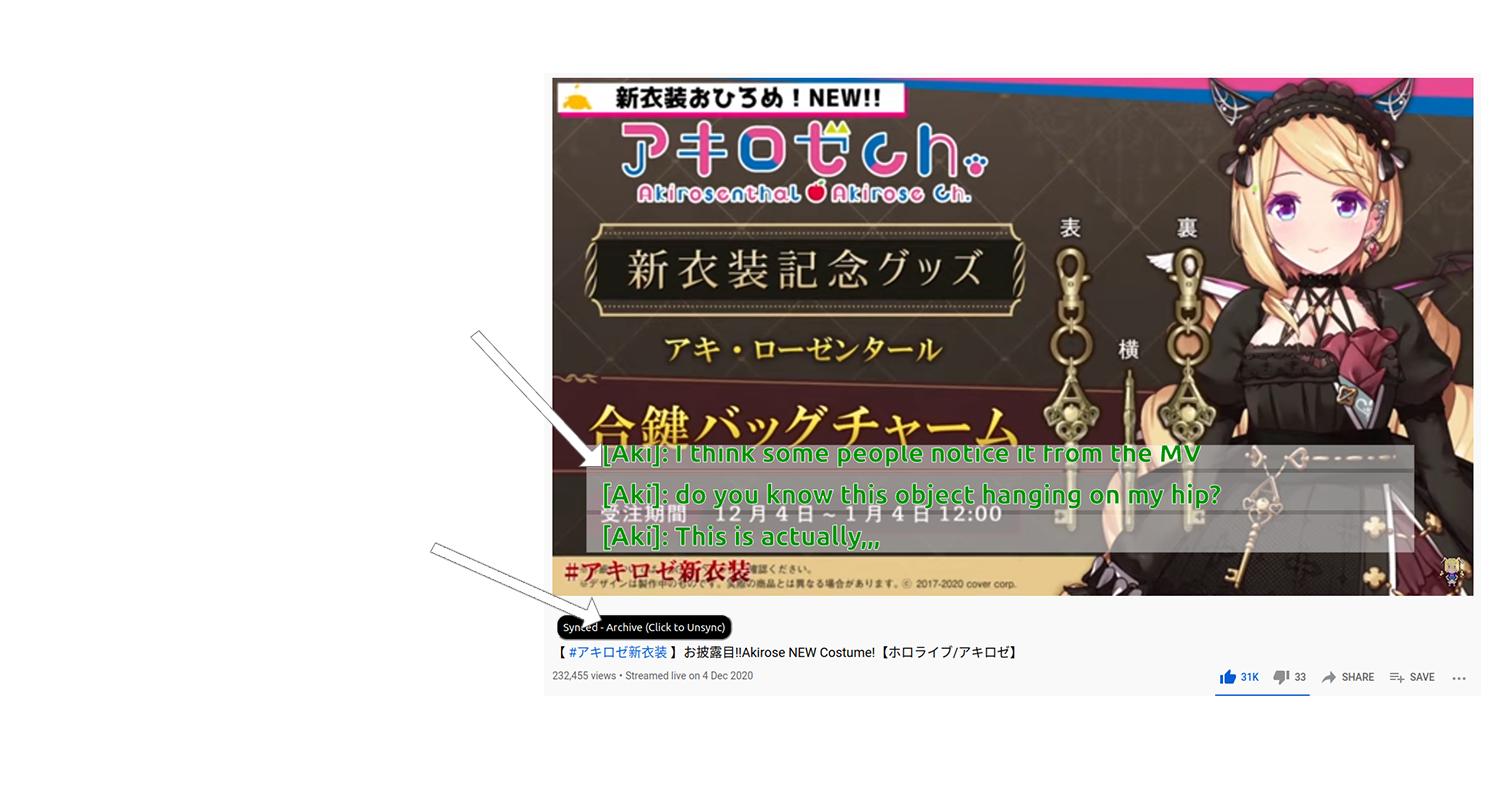 新衣装おひろめ！NEW!!
アキロゼch.
Akirosenthal Akirose Ch.
新衣装記念グッズ
アキ・ローゼンタール
表
裏
横
合鍵バッグチャーム
[Aki]: I think some people notice it from the MV
[Aki]: do you know this object hanging on my hip?
受注期間 12月4日～1月4日 12:00
[Aki]: This is actually,,,
#アキロゼ新衣装
確認ください。
※デザインは製作中のものです。実際の商品とは異なる場合があります。© 2017-2020 cover corp.
Synced - Archive (Click to Unsync)
【 #アキロゼ新衣装 】お披露目!!Akirose NEW Costume!【ホロライブ/アキロゼ】
232,455 views • Streamed live on 4 Dec 2020
31K 33 SHARE SAVE